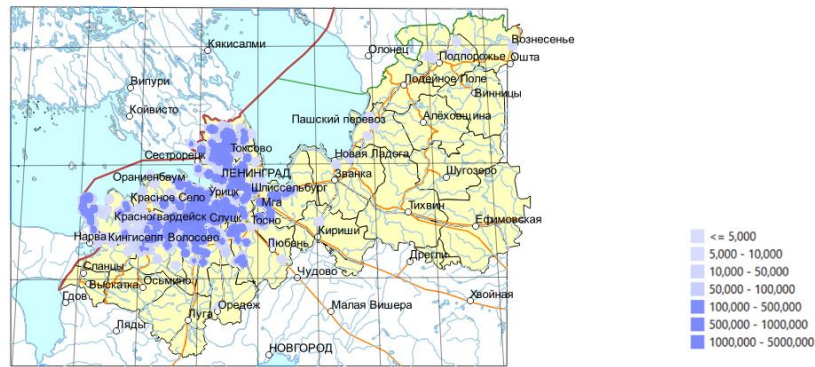 Вознесенье
Кякисалми
Олонец
Подпорожье
Ошта
Випури
Лодейное Поле
Винницы
Койвисто
Пашский перевоз
Алёховщина
Сестрорецк
Токсово
Новая Ладога
Ораниенбаум
ЛЕНИНГРАД
Званка
Шугозеро
Красное Село
Урицк
Шлиссельбург
Мга
Тихвин
Красногвардейск
Слуцк
Тосно
Ефимовская
Нарва
Кингисепп
Волосово
Любань
Кириши
Сланцы
Чудово
Дрегли
Гдов
Выскатка
Осьмино
Хвойная
Оредеж
Малая Вишера
Ляды
Луга
НОВГОРОД
<= 5,000
5,000 - 10,000
10,000 - 50,000
50,000 - 100,000
100,000 - 500,000
500,000 - 1000,000
1000,000 - 5000,000